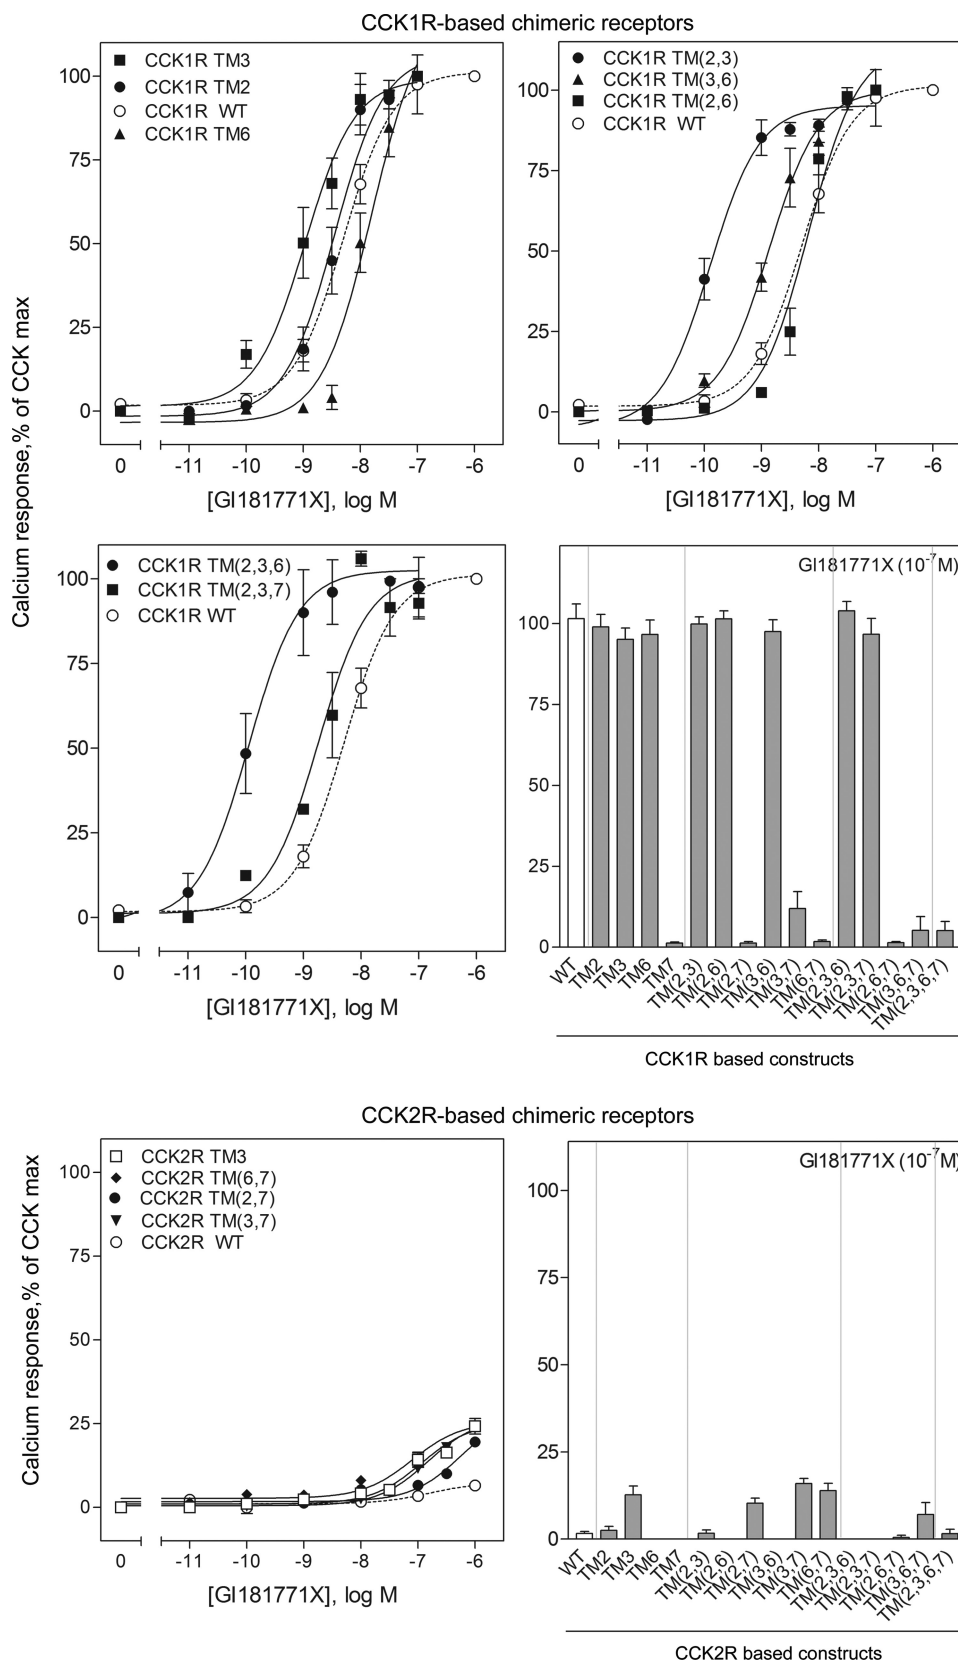 CCK1R-based chimeric receptors
Calcium response,% of CCK max
CCK1R TM3
CCK1R TM2
CCK1R WT
CCK1R TM6
100
75
50
25
0
0 -11 -10 -9 -8 -7 -6
[GI181771X], log M
CCK1R TM(2,3)
CCK1R TM(3,6)
CCK1R TM(2,6)
CCK1R WT
100
75
50
25
0
0 -11 -10 -9 -8 -7 -6
[GI181771X], log M
CCK1R TM(2,3,6)
CCK1R TM(2,3,7)
CCK1R WT
100
75
50
25
0
0 -11 -10 -9 -8 -7 -6
[GI181771X], log M
GI181771X (10-7M)
100
75
50
25
0
WT
TM2
TM3
TM6
TM7
TM(2,3)
TM(2,6)
TM(2,7)
TM(3,6)
TM(3,7)
TM(6,7)
TM(2,3,6)
TM(2,3,7)
TM(2,6,7)
TM(3,6,7)
TM(2,3,6,7)
CCK1R based constructs
CCK2R-based chimeric receptors
Calcium response,% of CCK max
CCK2R TM3
CCK2R TM(6,7)
CCK2R TM(2,7)
CCK2R TM(3,7)
CCK2R WT
100
75
50
25
0
0 -11 -10 -9 -8 -7 -6
[GI181771X], log M
GI181771X (10-7M)
100
75
50
25
0
WT
TM2
TM3
TM6
TM7
TM(2,3)
TM(2,6)
TM(2,7)
TM(3,6)
TM(3,7)
TM(6,7)
TM(2,3,6)
TM(2,3,7)
TM(2,6,7)
TM(3,6,7)
TM(2,3,6,7)
CCK2R based constructs